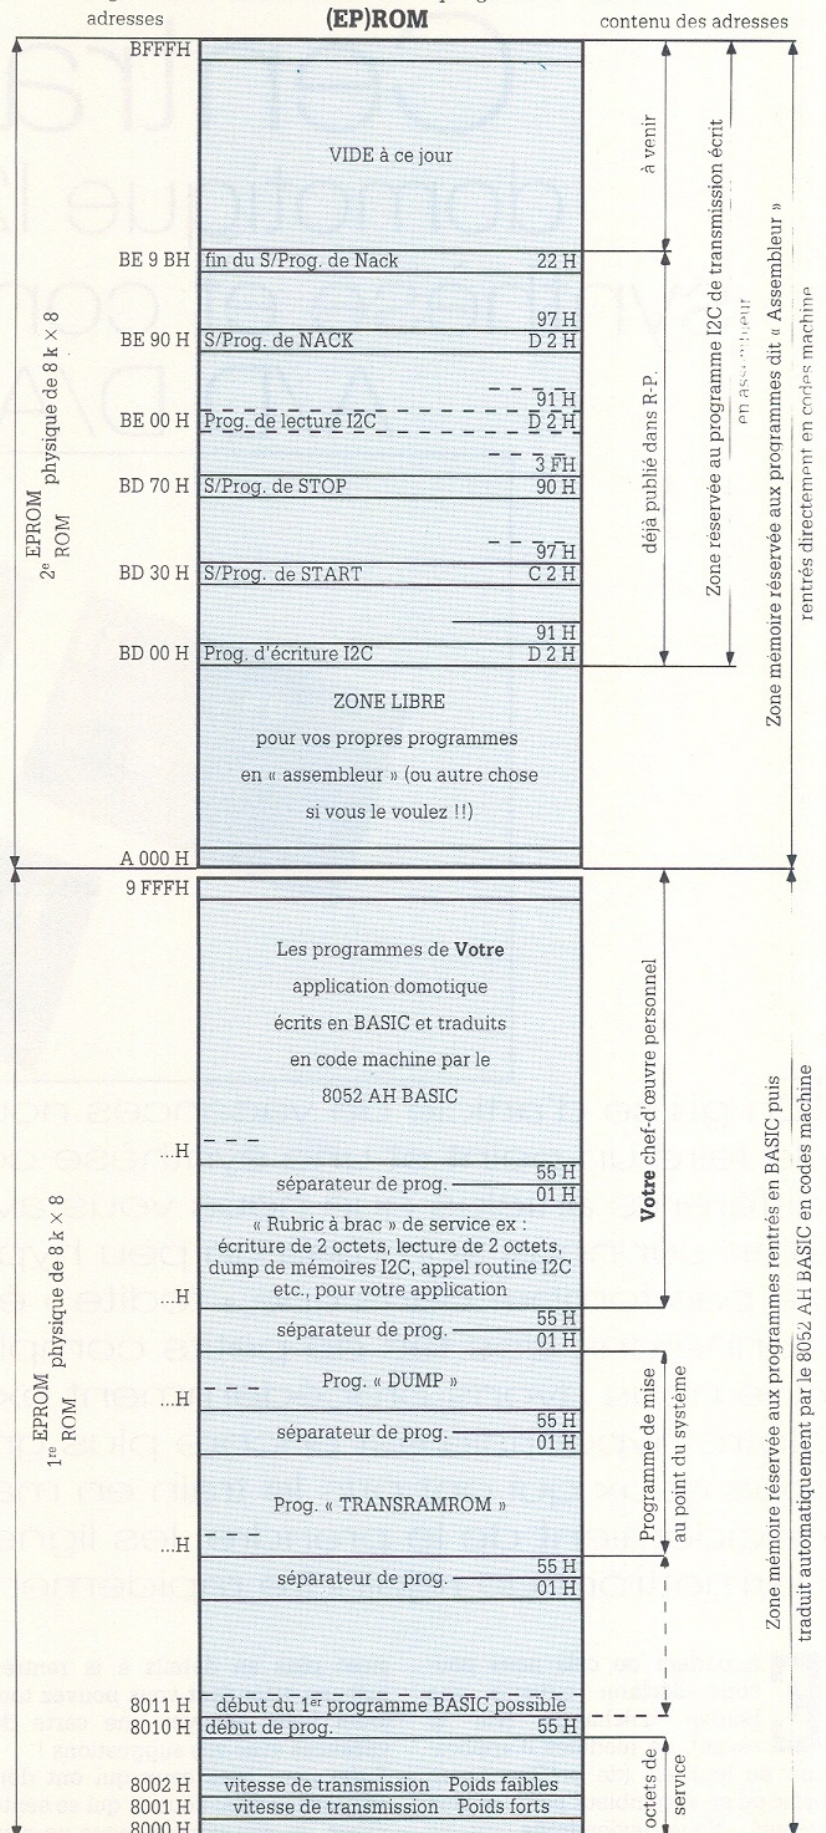 (EP)ROM
adresses
contenu des adresses
BFFFH
VIDE à ce jour
à venir
BE 9 BH fin du S/Prog. de Nack 22 H
97 H
BE 90 H S/Prog. de NACK D 2 H
91 H
BE 00 H Prog. de lecture I2C D 2 H
3 FH
BD 70 H S/Prog. de STOP 90 H
97 H
BD 30 H S/Prog. de START C 2 H
91 H
BD 00 H Prog. d'écriture I2C D 2 H
ZONE LIBRE
pour vos propres programmes
en « assembleur » (ou autre chose
si vous le voulez !!)
A 000 H
2e EPROM physique de 8 k × 8
ROM
déjà publié dans R-P.
Zone réservée au programme I2C de transmission écrit
en assembleur
Zone mémoire réservée aux programmes dit « Assembleur »
rentrés directement en codes machine
9 FFFH
Les programmes de Votre
application domotique
écrits en BASIC et traduits
en code machine par le
8052 AH BASIC
...H
55 H
séparateur de prog.
01 H
« Rubric à brac » de service ex :
écriture de 2 octets, lecture de 2 octets,
dump de mémoires I2C, appel routine I2C
etc., pour votre application
...H
55 H
séparateur de prog.
01 H
Prog. « DUMP »
...H
55 H
séparateur de prog.
01 H
Prog. « TRANSRAMROM »
...H
55 H
séparateur de prog.
01 H
8011 H début du 1er programme BASIC possible
8010 H début de prog. 55 H
8002 H vitesse de transmission Poids faibles
8001 H vitesse de transmission Poids forts
8000 H
1re EPROM physique de 8 k × 8
ROM
Votre chef-d'œuvre personnel
Programme de mise
au point du système
octets de
service
Zone mémoire réservée aux programmes rentrés en BASIC puis
traduit automatiquement par le 8052 AH BASIC en codes machine